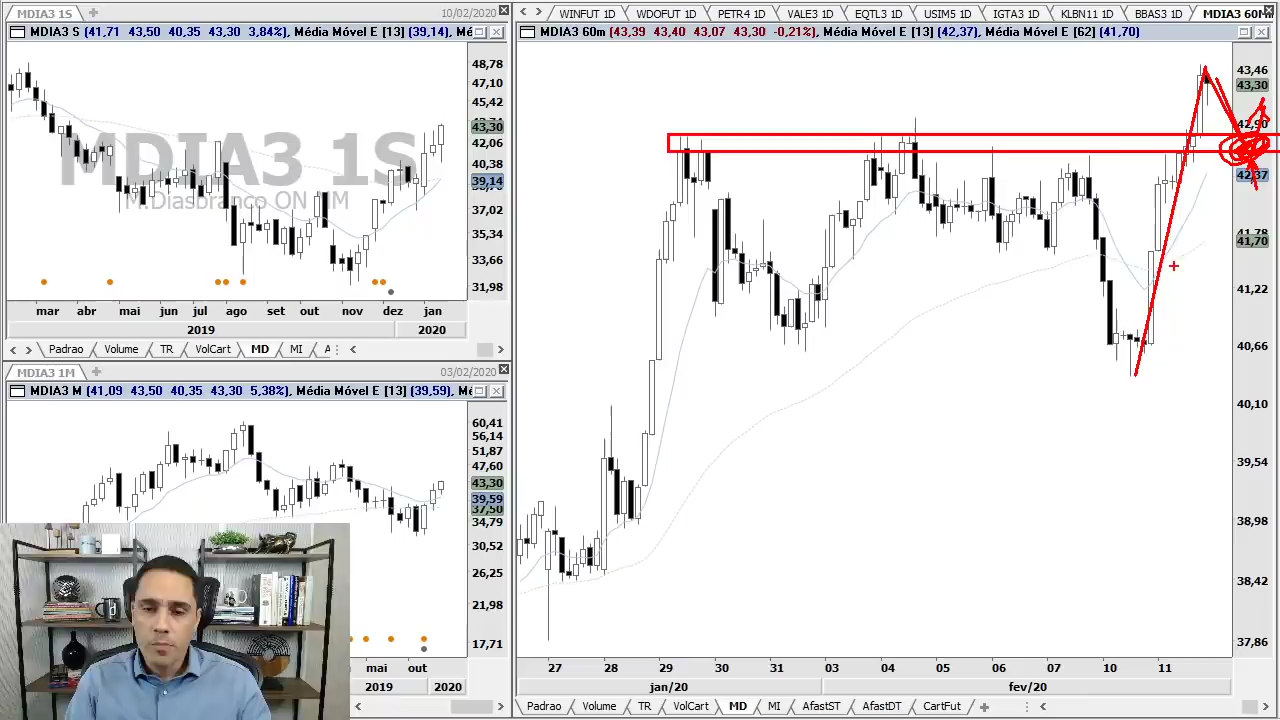 MDIA3 1S
10/02/2020
MDIA3 S (41,71 43,50 40,35 43,30 3,84%), Média Móvel E [13] (39,14), Mé
MDIA3 1S
M.Diasbranco ON NM
48,78
47,10
45,42
43,30
42,06
40,38
39,14
37,02
35,34
33,66
31,98
mar abr mai jun jul ago set out nov dez jan
2019 2020
Padrao Volume TR VolCart MD MI A
MDIA3 1M
03/02/2020
MDIA3 M (41,09 43,50 40,35 43,30 5,38%), Média Móvel E [13] (39,59), Mé
60,41
56,14
51,87
47,60
43,30
39,59
37,50
34,79
30,52
26,25
21,98
17,71
mai out
2019 2020
WINFUT 1D WDOFUT 1D PETR4 1D VALE3 1D EQTL3 1D USIM5 1D IGTA3 1D KLBN11 1D BBAS3 1D MDIA3 60M
MDIA3 60m (43,39 43,40 43,07 43,30 -0,21%), Média Móvel E [13] (42,37), Média Móvel E [62] (41,70)
43,46
43,30
42,90
42,37
41,78
41,70
41,22
40,66
40,10
39,54
38,98
38,42
37,86
27 28 29 30 31 03 04 05 06 07 10 11
jan/20 fev/20
Padrao Volume TR VolCart MD MI AfastST AfastDT CartFut